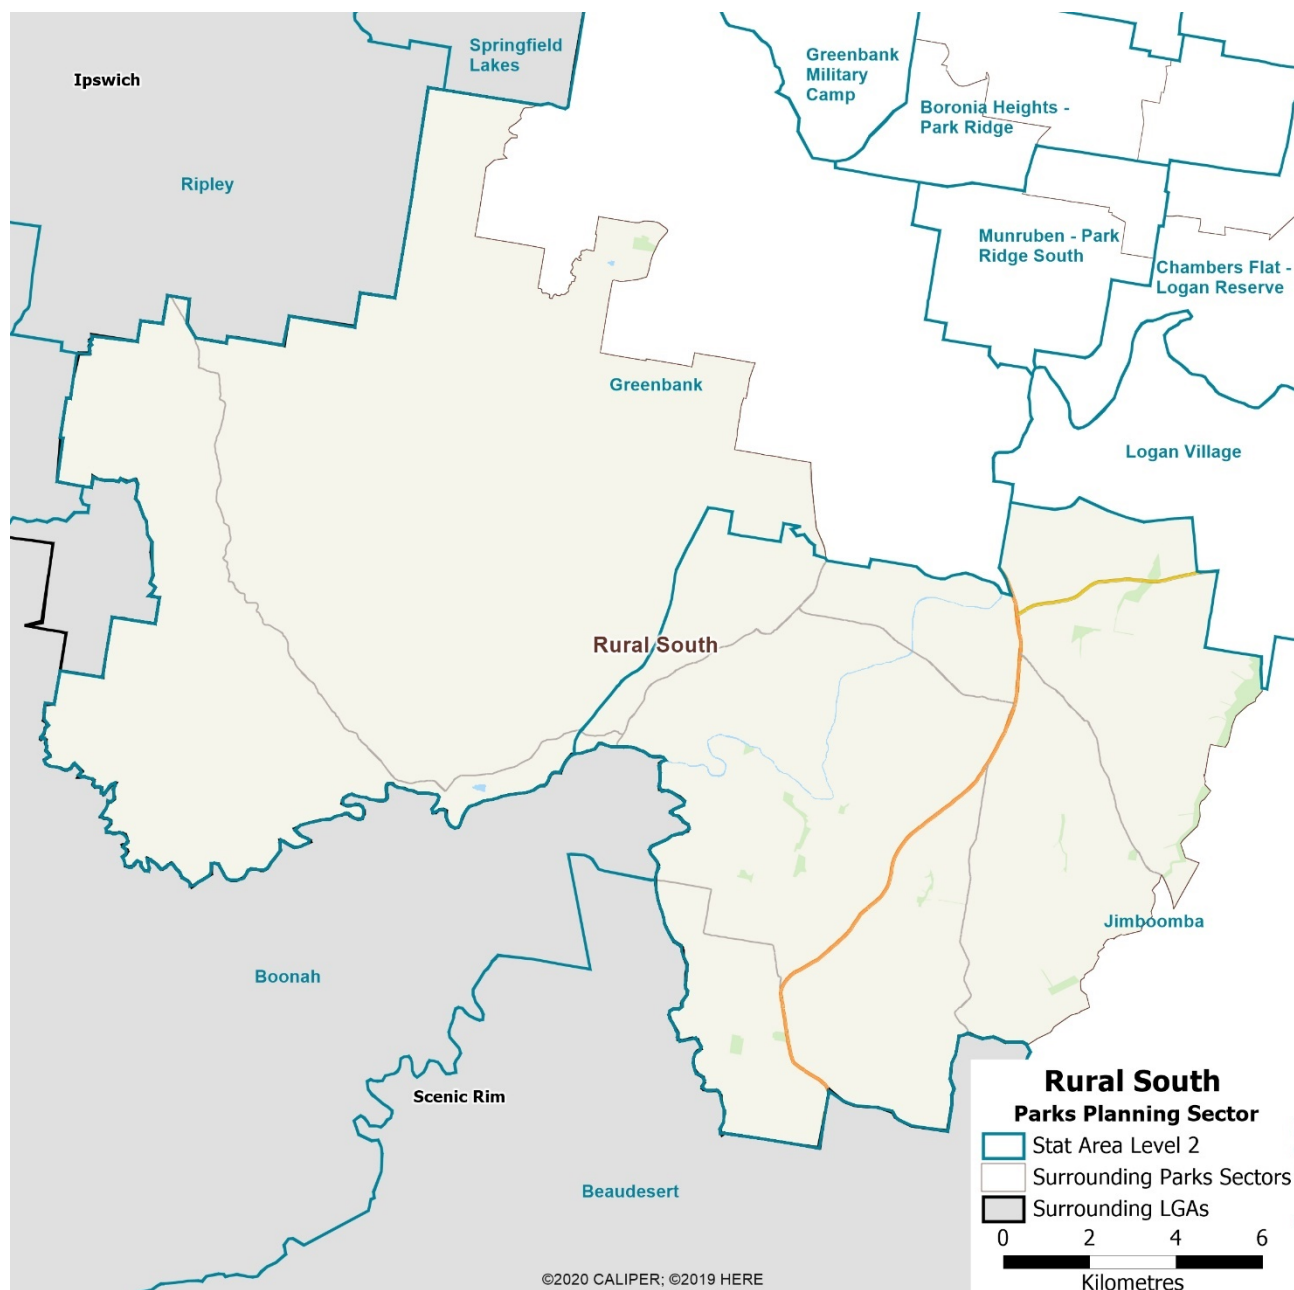 Springfield
Lakes
Ipswich
Greenbank
Military
Camp
Boronia Heights -
Park Ridge
Ripley
Munruben - Park
Ridge South
Chambers Flat -
Logan Reserve
Greenbank
Logan Village
Rural South
Jimboomba
Boonah
Scenic Rim
Beaudesert
Rural South
Parks Planning Sector
Stat Area Level 2
Surrounding Parks Sectors
Surrounding LGAs
0 2 4 6
Kilometres
©2020 CALIPER; ©2019 HERE